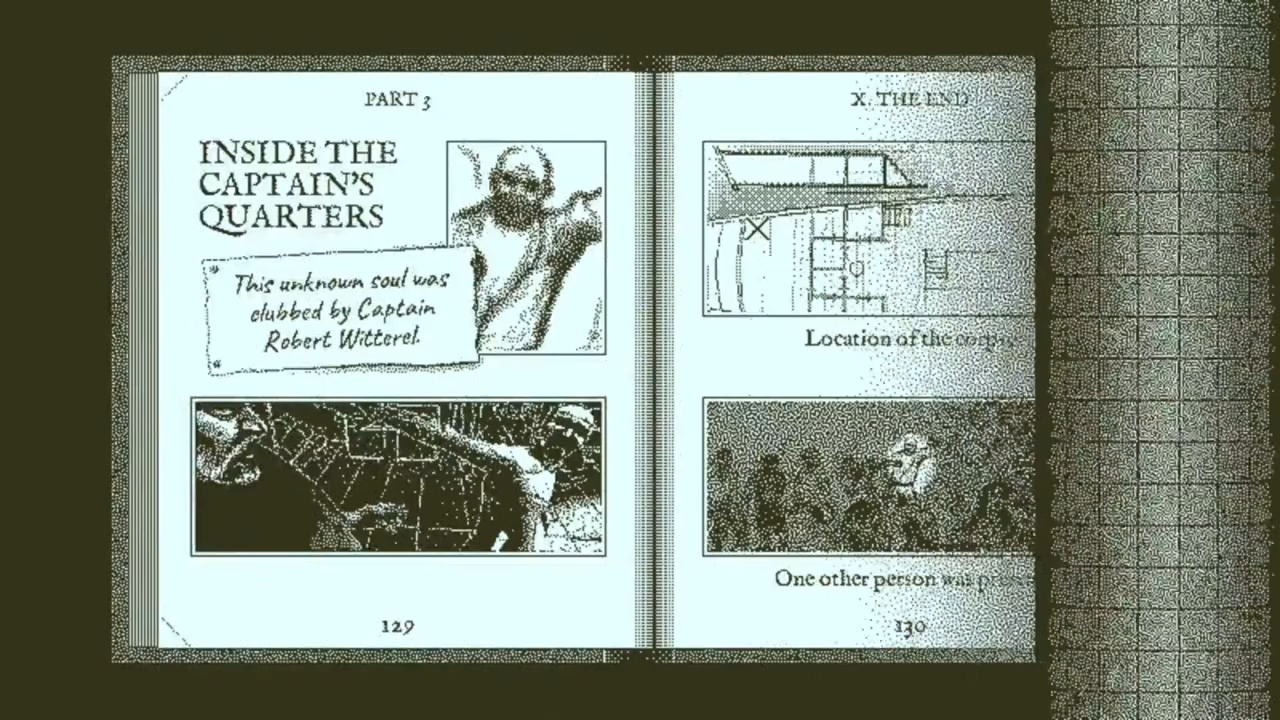 PART 3
INSIDE THE
CAPTAIN'S
QUARTERS
This unknown soul was
clubbed by Captain
Robert Witterel.
129
X. THE END
Location of the corpse
One other person was
130